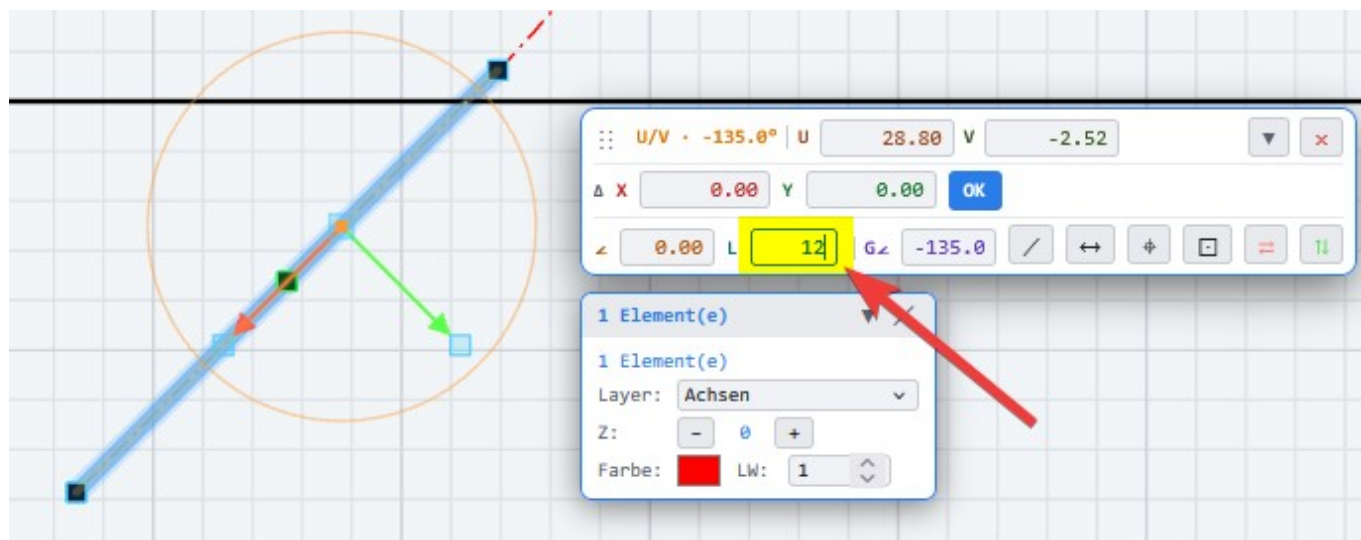 U/V · -135.0° U 28.80 V -2.52 ▼ ×
Δ X 0.00 Y 0.00 OK
∠ 0.00 L 12 G∠ -135.0
1 Element(e) ▼
1 Element(e)
Layer: Achsen
Z: - 0 +
Farbe: LW: 1